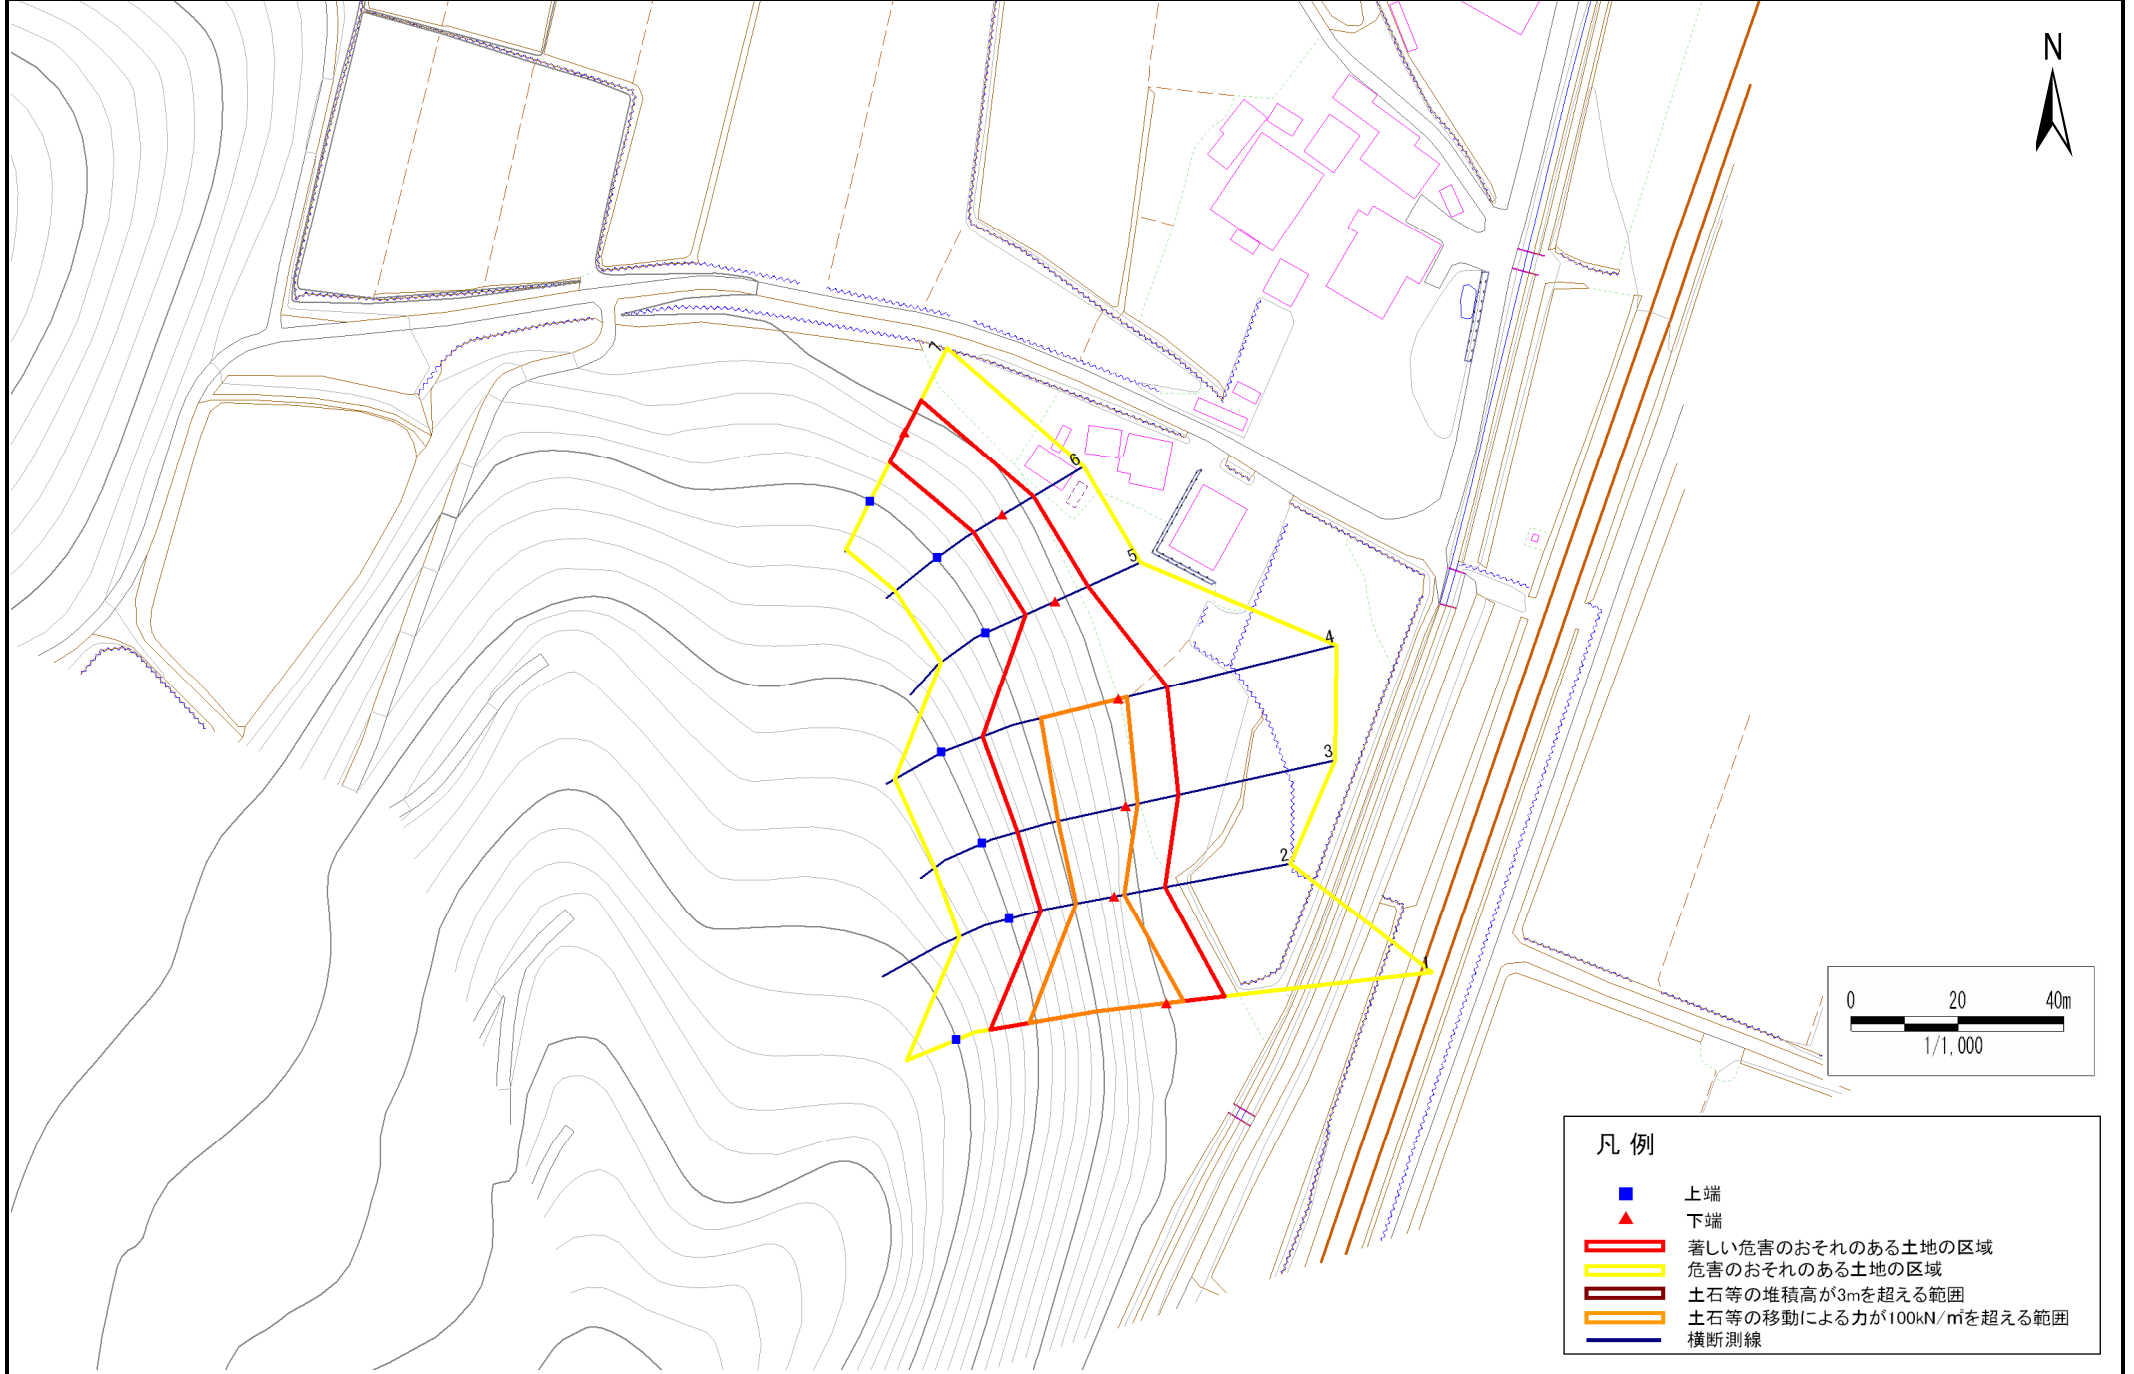 N
7
6
5
4
3
2
1
0 20 40m
1/1,000
凡 例
上端
下端
著しい危害のおそれのある土地の区域
危害のおそれのある土地の区域
土石等の堆積高が3mを超える範囲
土石等の移動による力が100kN/㎡を超える範囲
横断測線